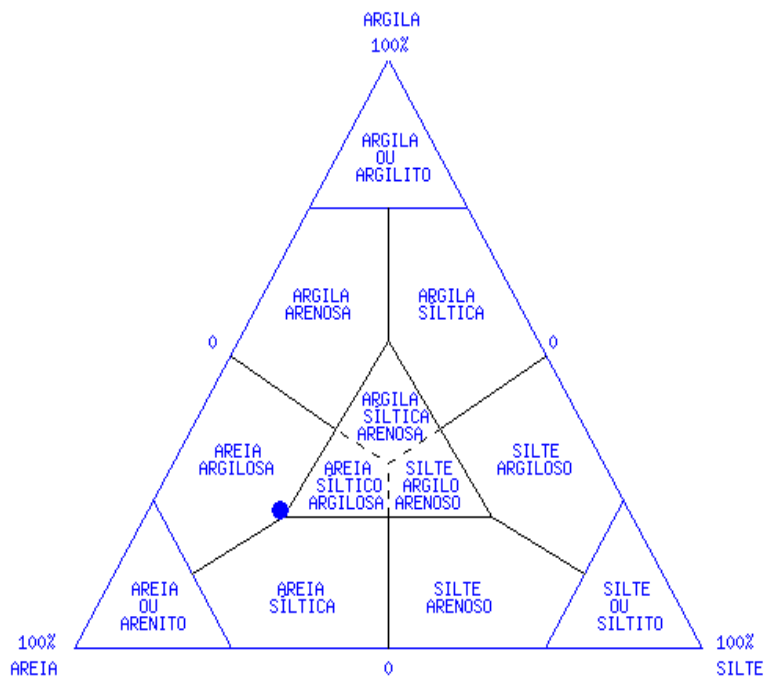 ARGILA
100%
ARGILA
OU
ARGILITO
ARGILA
ARENOSA
ARGILA
SÍLTICA
0
0
ARGILA
SÍLTICA
ARENOSA
AREIA
ARGILOSA
SILTE
ARGILOSO
AREIA
SÍLTICO
ARGILOSA
SILTE
ARGILO
ARENOSO
AREIA
OU
ARENITO
AREIA
SÍLTICA
SILTE
ARENOSO
SILTE
OU
SILTITO
100%
AREIA
0
100%
SILTE